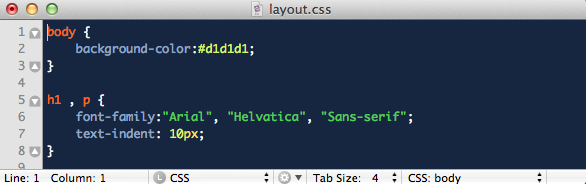 layout.css
1 body {
2 background-color:#d1d1d1;
3 }
4
5 h1 , p {
6 font-family:"Arial", "Helvatica", "Sans-serif";
7 text-indent: 10px;
8 }
9
Line: 1 Column: 1 L CSS Tab Size: 4 CSS: body